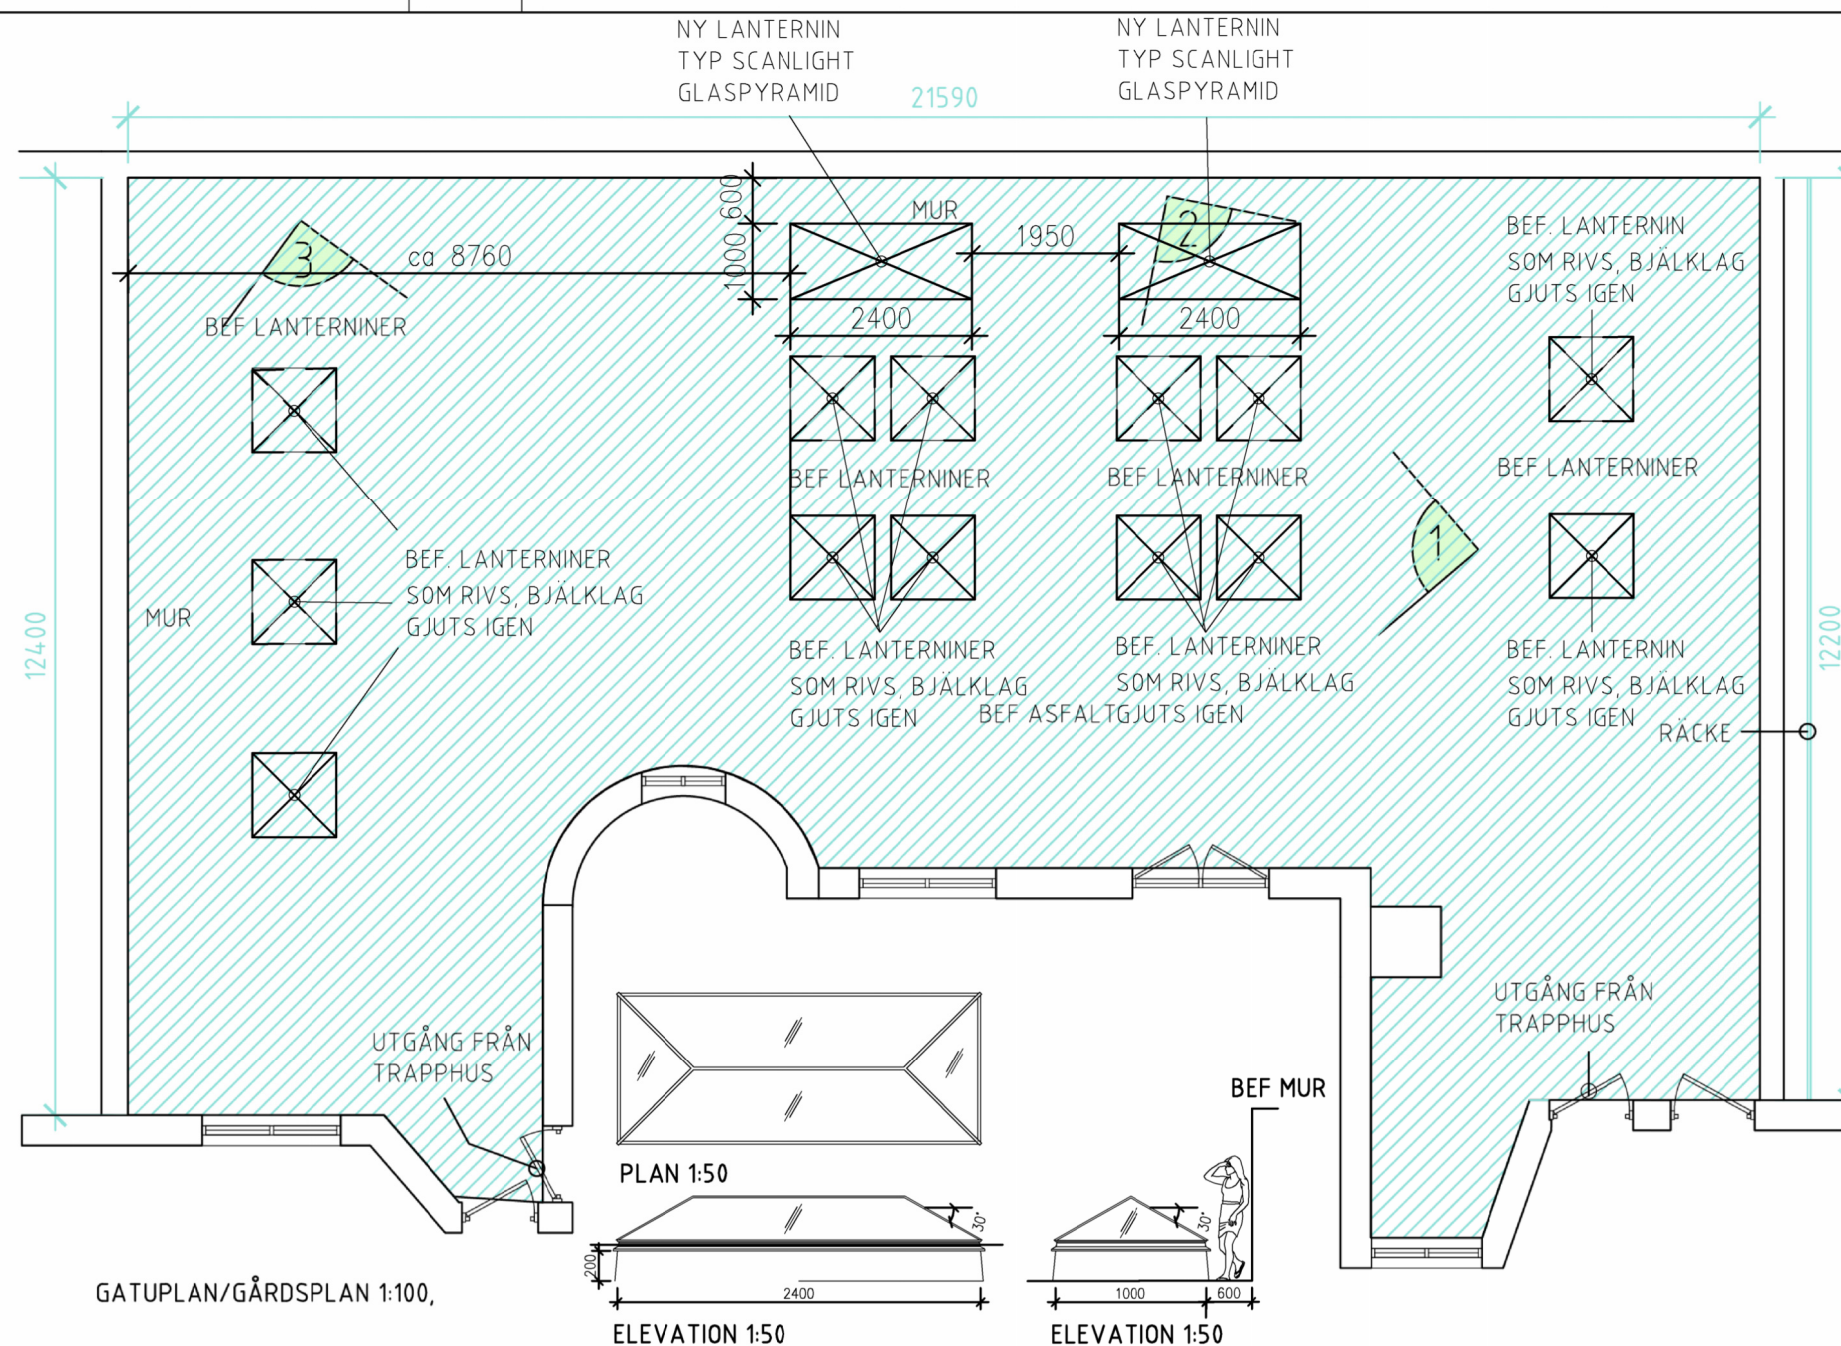 NY LANTERNIN
TYP SCANLIGHT
GLASPYRAMID
NY LANTERNIN
TYP SCANLIGHT
GLASPYRAMID
21590
600
1000
MUR
ca 8760
1950
2400
2400
3
2
1
BEF LANTERNINER
BEF. LANTERNIN
SOM RIVS, BJÄLKLAG
GJUTS IGEN
BEF LANTERNINER
BEF LANTERNINER
BEF LANTERNINER
BEF. LANTERNINER
SOM RIVS, BJÄLKLAG
GJUTS IGEN
MUR
12400
12200
BEF. LANTERNINER
SOM RIVS, BJÄLKLAG
GJUTS IGEN
BEF ASFALT
BEF. LANTERNINER
SOM RIVS, BJÄLKLAG
GJUTS IGEN
BEF. LANTERNIN
SOM RIVS, BJÄLKLAG
GJUTS IGEN
RÄCKE
UTGÅNG FRÅN
TRAPPHUS
UTGÅNG FRÅN
TRAPPHUS
BEF MUR
PLAN 1:50
30°
30°
200
2400
1000
600
GATUPLAN/GÅRDSPLAN 1:100,
ELEVATION 1:50
ELEVATION 1:50